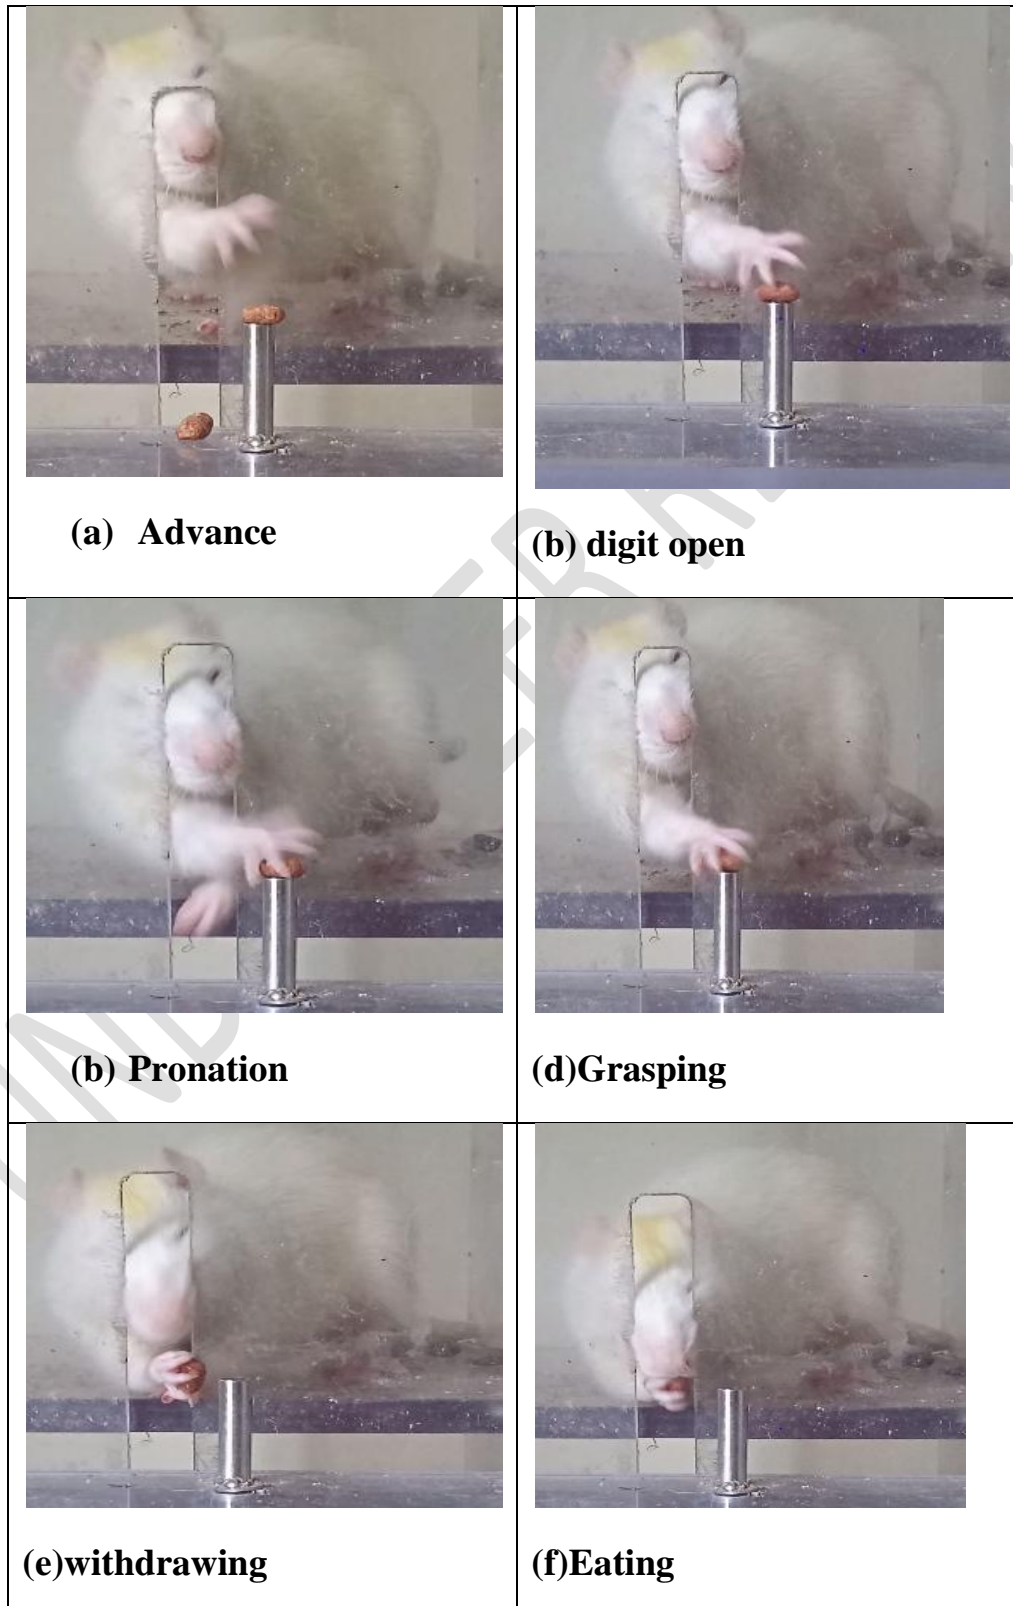 (a) Advance
(b) digit open
(b) Pronation
(d)Grasping
(e)withdrawing
(f)Eating